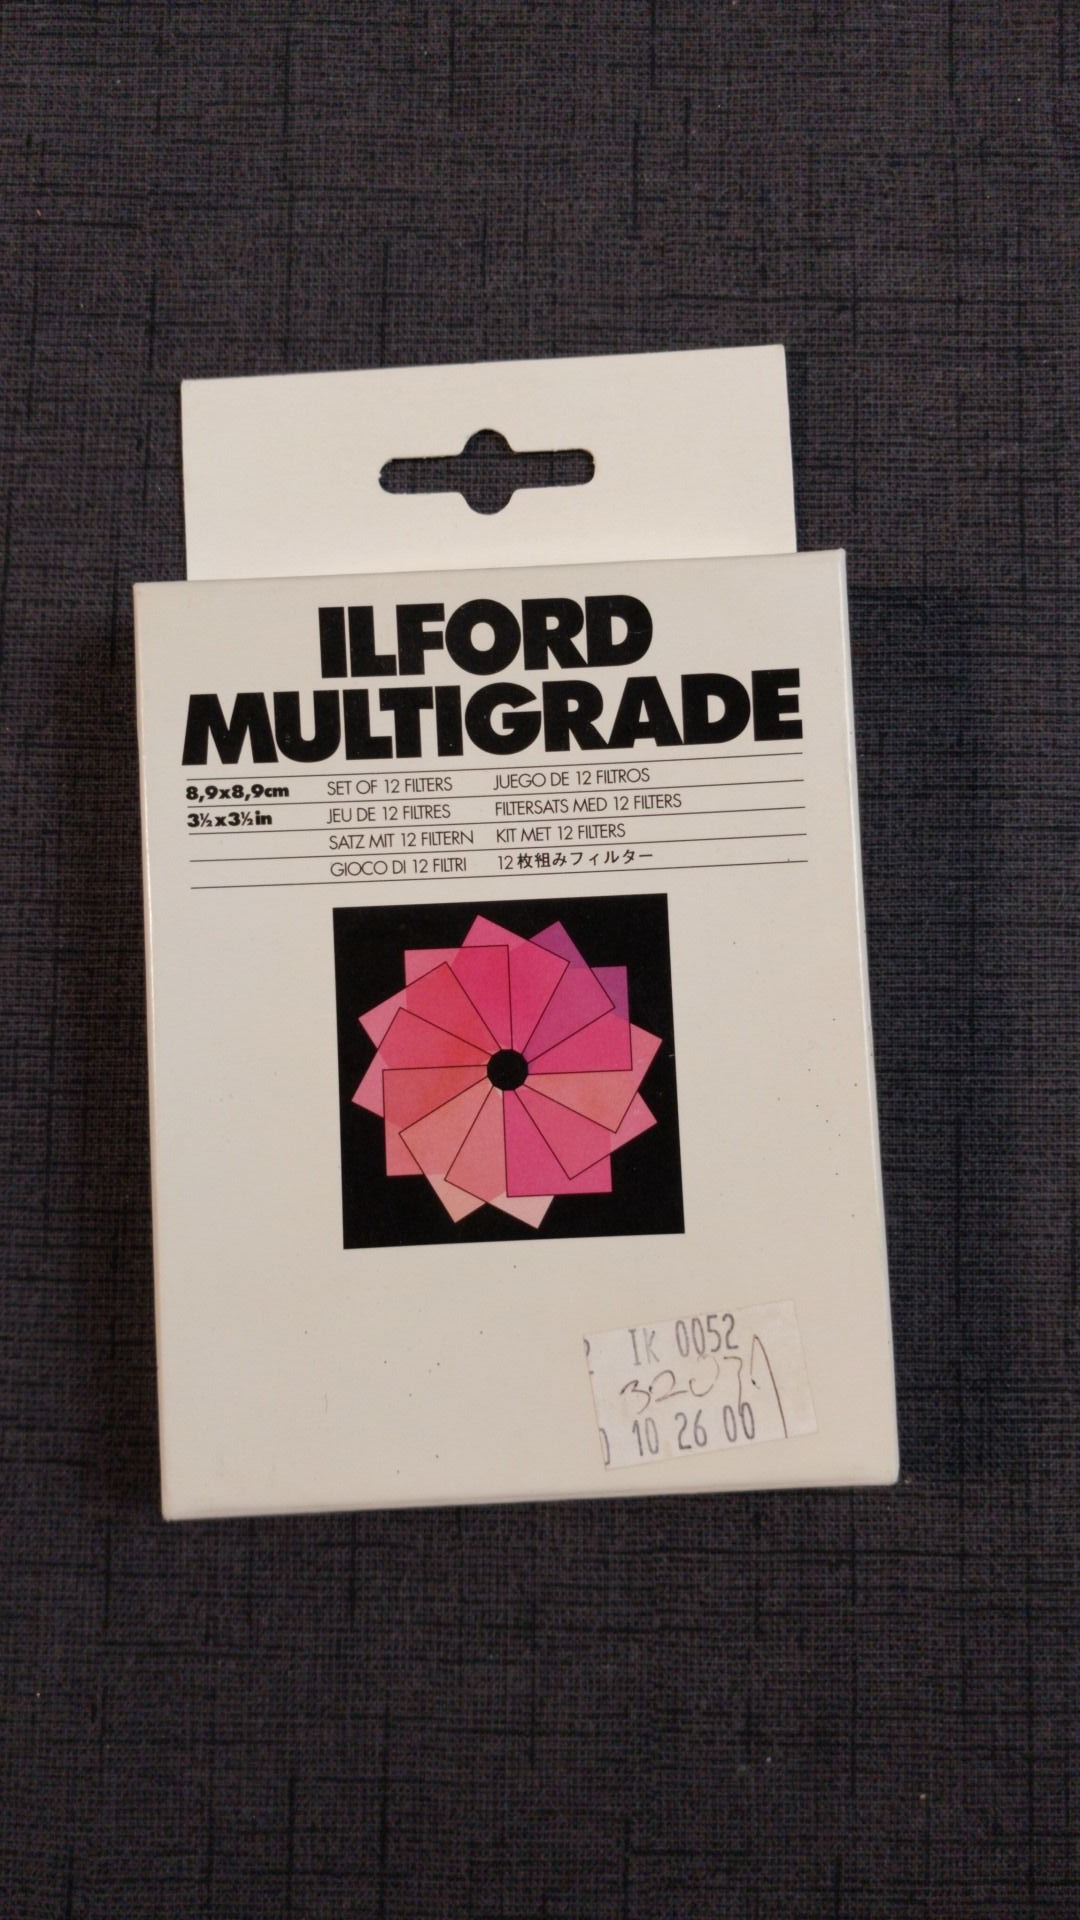 ILFORD
MULTIGRADE
8,9x8,9cm SET OF 12 FILTERS JUEGO DE 12 FILTROS
3½x3½in JEU DE 12 FILTRES FILTERSATS MED 12 FILTERS
SATZ MIT 12 FILTERN KIT MET 12 FILTERS
GIOCO DI 12 FILTRI 12枚組みフィルター
IK 0052
10 26 00